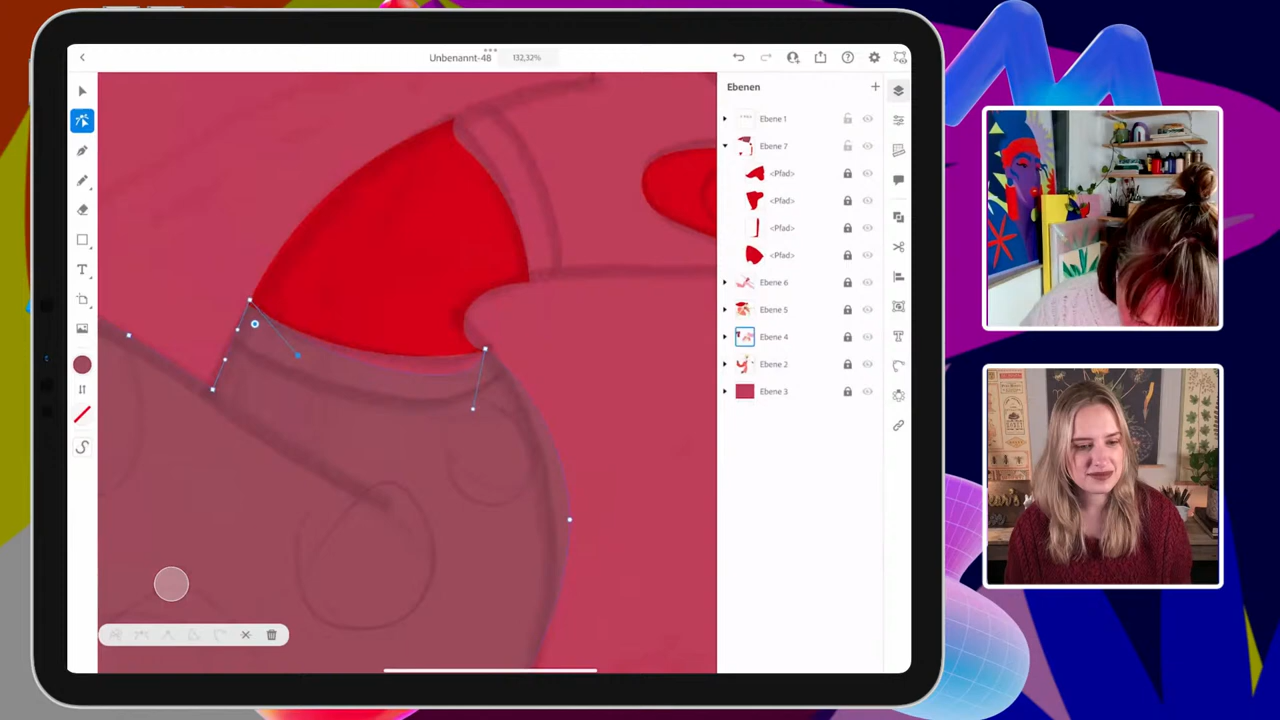 Unbenannt-48
132,32%
Ebenen
Ebene 1
Ebene 7
<Pfad>
<Pfad>
<Pfad>
<Pfad>
Ebene 6
Ebene 5
Ebene 4
Ebene 2
Ebene 3